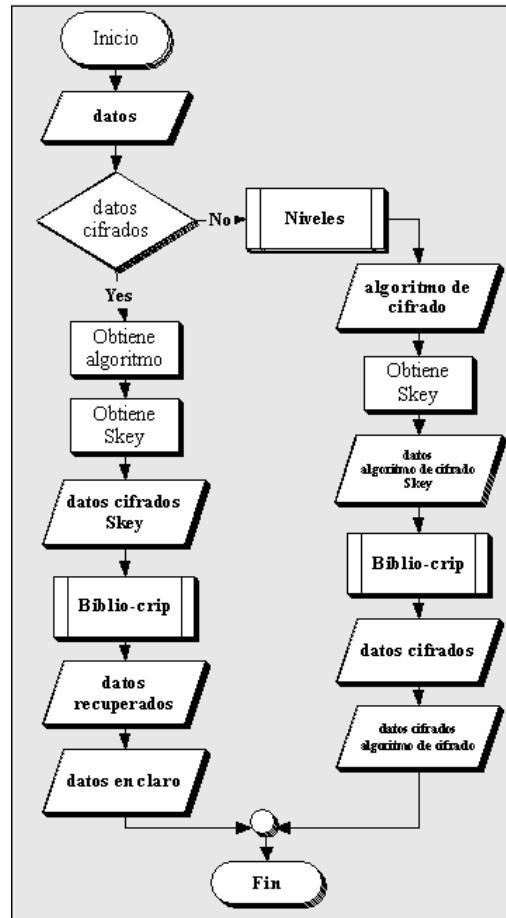 Inicio
datos
datos
cifrados
No
Niveles
Yes
algoritmo de
cifrado
Obtiene
algoritmo
Obtiene
Skey
Obtiene
Skey
datos
algoritmo de cifrado
Skey
datos cifrados
Skey
Biblio-crip
Biblio-crip
datos
recuperados
datos cifrados
datos en claro
datos cifrados
algoritmo de cifrado
Fin